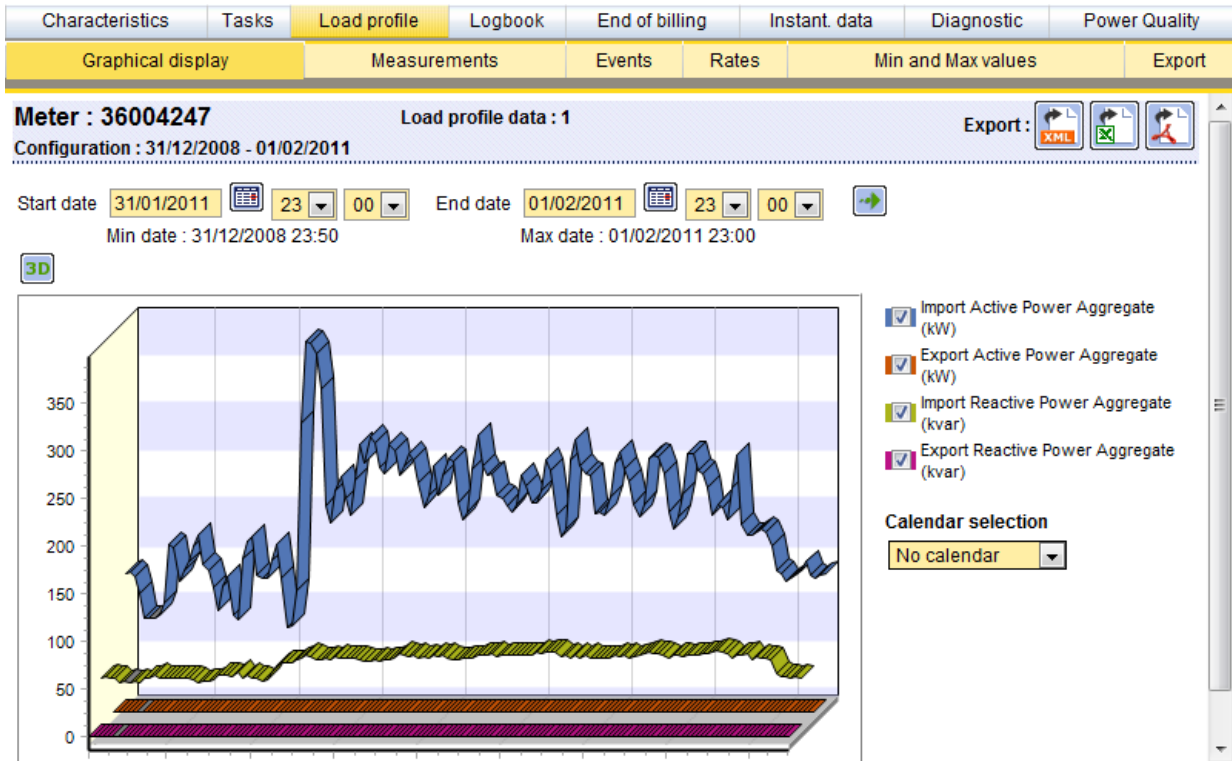 Characteristics Tasks Load profile Logbook End of billing Instant. data Diagnostic Power Quality
Graphical display Measurements Events Rates Min and Max values Export
Meter : 36004247 Load profile data : 1 Export : XML
Configuration : 31/12/2008 - 01/02/2011
Start date 31/01/2011 23 00 End date 01/02/2011 23 00
Min date : 31/12/2008 23:50 Max date : 01/02/2011 23:00
3D
Import Active Power Aggregate
(kW)
Export Active Power Aggregate
(kW)
Import Reactive Power Aggregate
(kvar)
Export Reactive Power Aggregate
(kvar)
Calendar selection
No calendar
350
300
250
200
150
100
50
0